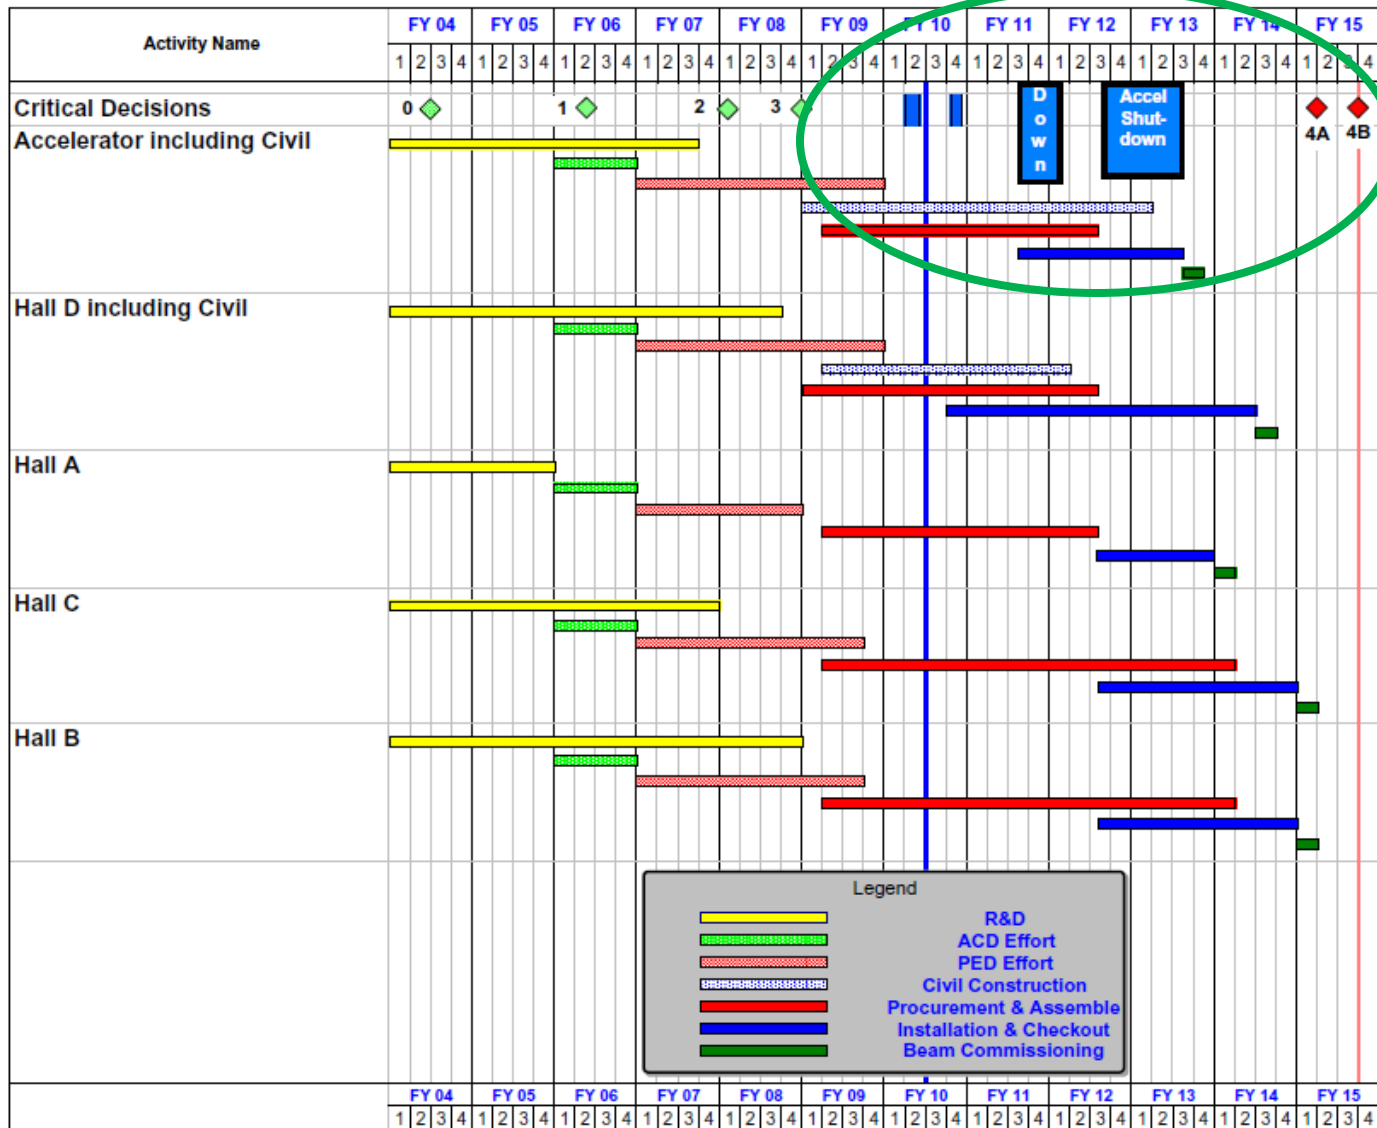 Activity Name
FY 04 FY 05 FY 06 FY 07 FY 08 FY 09 FY 10 FY 11 FY 12 FY 13 FY 14 FY 15
1 2 3 4 1 2 3 4 1 2 3 4 1 2 3 4 1 2 3 4 1 2 3 4 1 2 3 4 1 2 3 4 1 2 3 4 1 2 3 4 1 2 3 4 1 2 3 4
Critical Decisions
0 1 2 3
D
o
w
n
Accel
Shut-
down
4A 4B
Accelerator including Civil
Hall D including Civil
Hall A
Hall C
Hall B
Legend
R&D
ACD Effort
PED Effort
Civil Construction
Procurement & Assemble
Installation & Checkout
Beam Commissioning
FY 04 FY 05 FY 06 FY 07 FY 08 FY 09 FY 10 FY 11 FY 12 FY 13 FY 14 FY 15
1 2 3 4 1 2 3 4 1 2 3 4 1 2 3 4 1 2 3 4 1 2 3 4 1 2 3 4 1 2 3 4 1 2 3 4 1 2 3 4 1 2 3 4 1 2 3 4